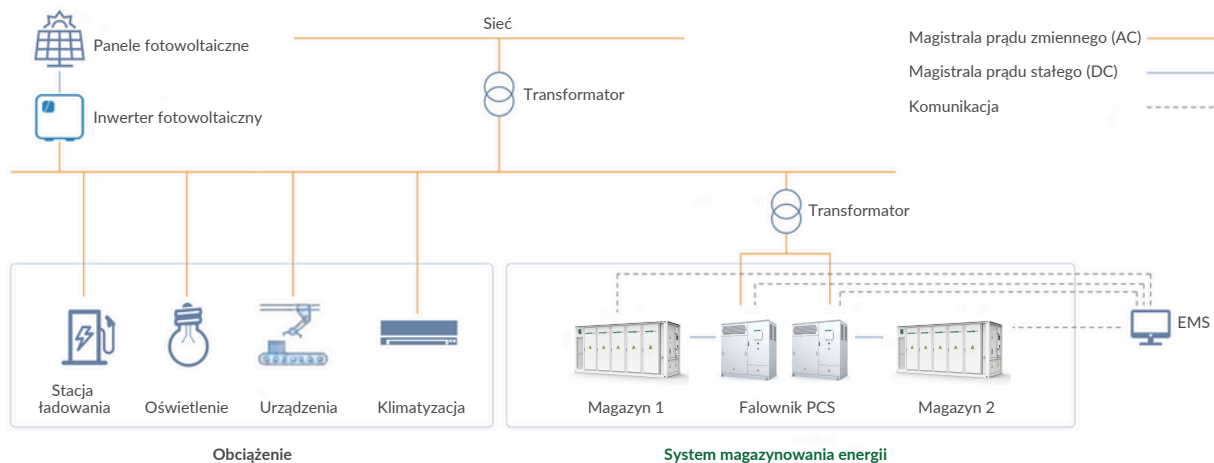 Sieć
Panele fotowoltaiczne
Transformator
Inwerter fotowoltaiczny
Magistrala prądu zmiennego (AC)
Magistrala prądu stałego (DC)
Komunikacja
Transformator
EMS
Stacja
ładowania
Oświetlenie
Urządzenia
Klimatyzacja
Magazyn 1
Falownik PCS
Magazyn 2
Obciążenie
System magazynowania energii